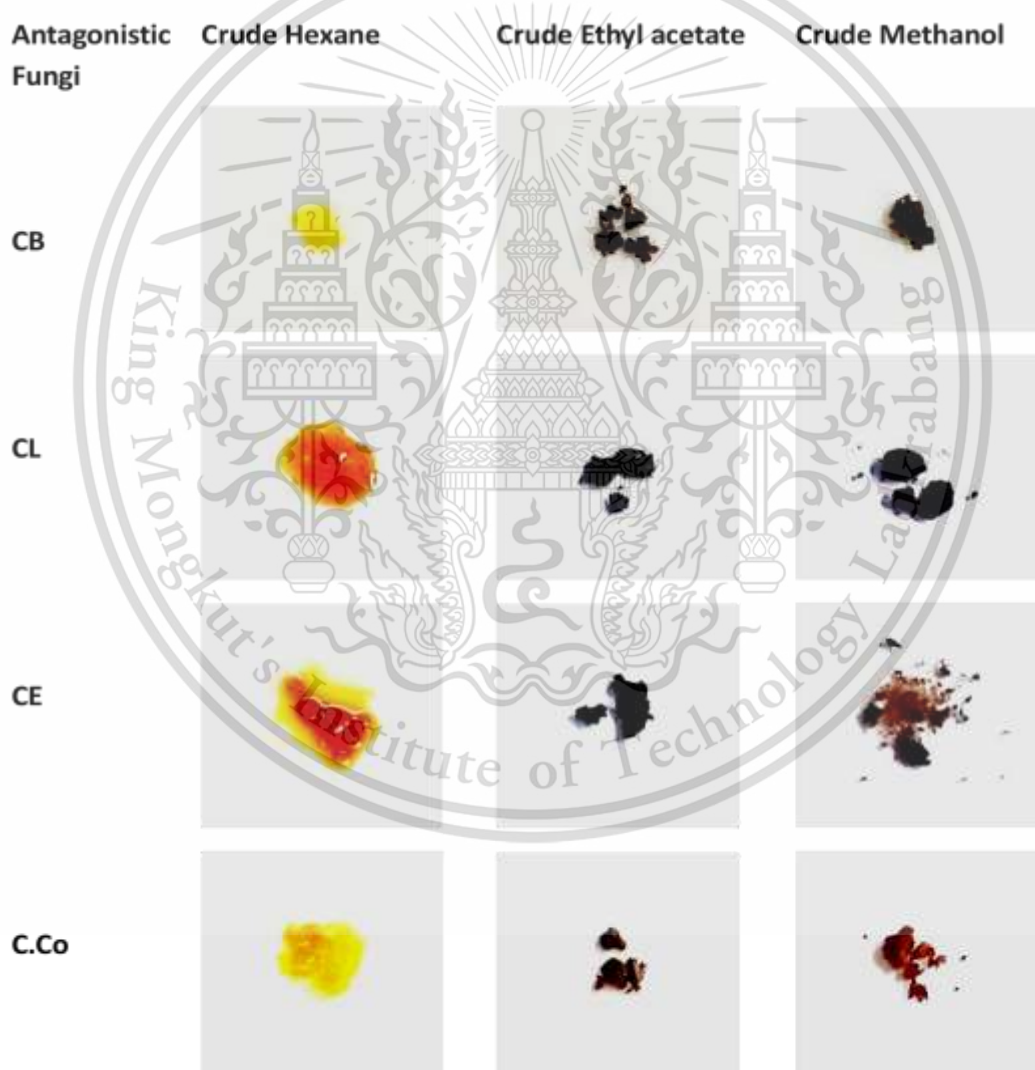 Antagonistic Crude Hexane Crude Ethyl acetate Crude Methanol
Fungi
CB
CL
CE
C.Co
King Mongkut's Institute of Technology Ladkrabang